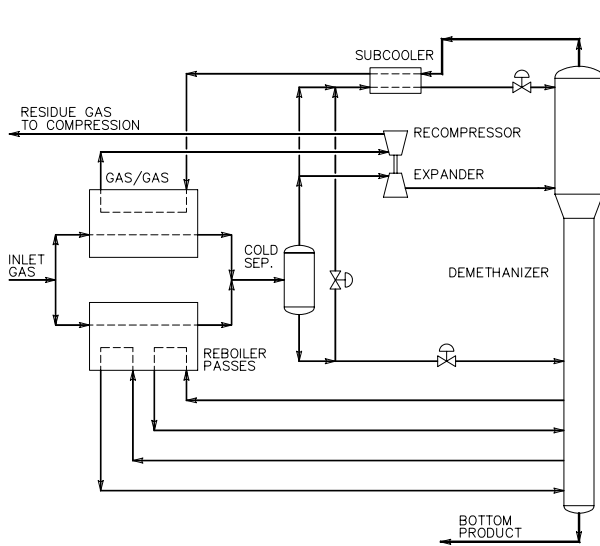 SUBCOOLER
RESIDUE GAS
TO COMPRESSION
RECOMPRESSOR
GAS/GAS
EXPANDER
INLET
GAS
COLD
SEP.
DEMETHANIZER
REBOILER
PASSES
BOTTOM
PRODUCT